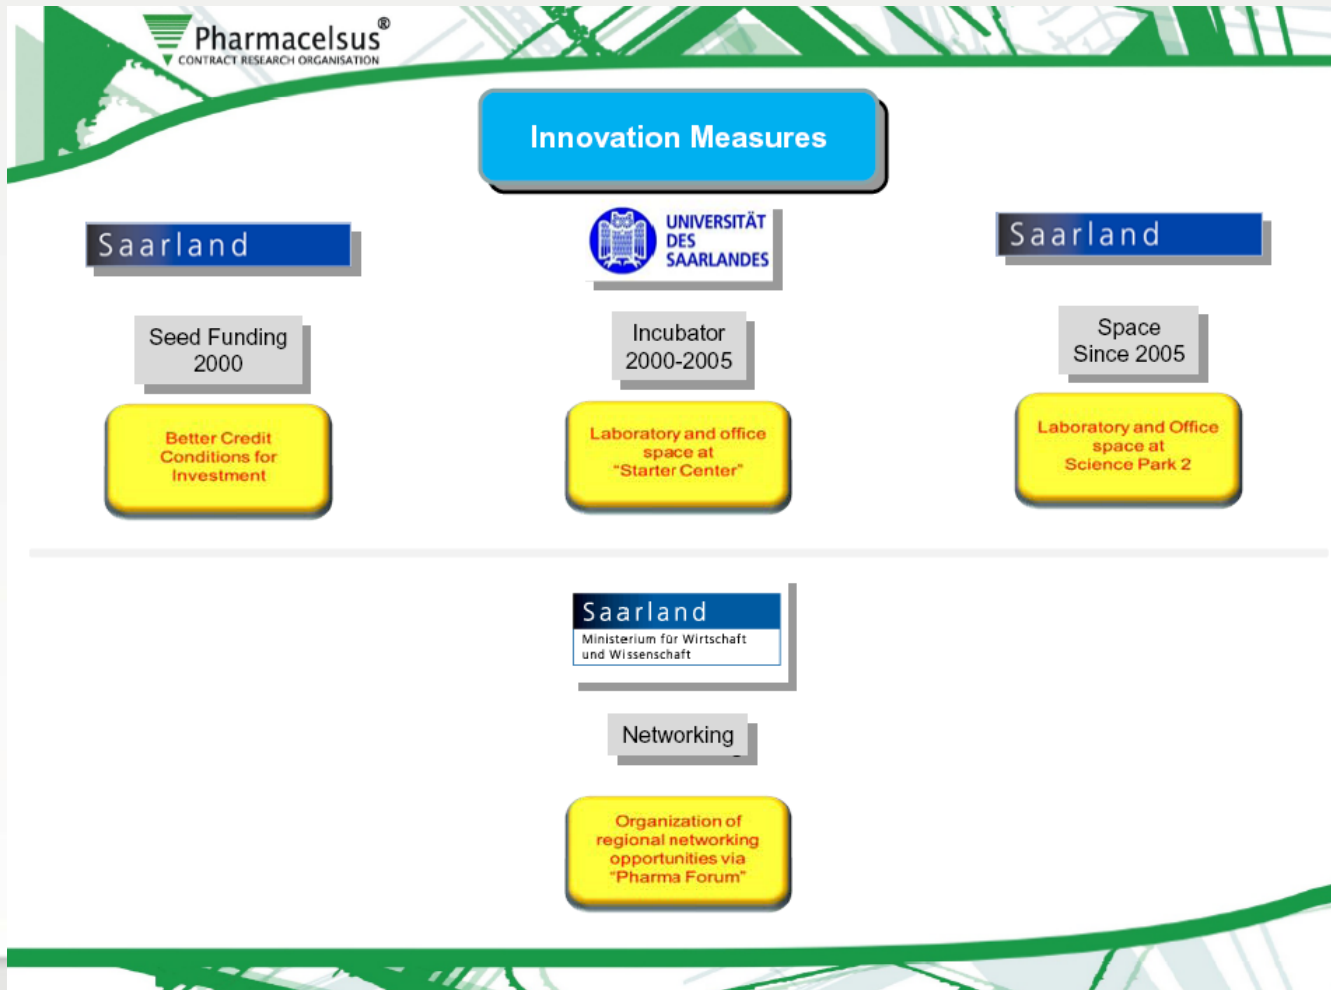 Pharmacelsus®
CONTRACT RESEARCH ORGANISATION
Innovation Measures
Saarland
Seed Funding
2000
Better Credit
Conditions for
Investment
UNIVERSITÄT
DES
SAARLANDES
Incubator
2000-2005
Laboratory and office
space at
“Starter Center”
Saarland
Space
Since 2005
Laboratory and Office
space at
Science Park 2
Saarland
Ministerium für Wirtschaft
und Wissenschaft
Networking
Organization of
regional networking
opportunities via
“Pharma Forum”